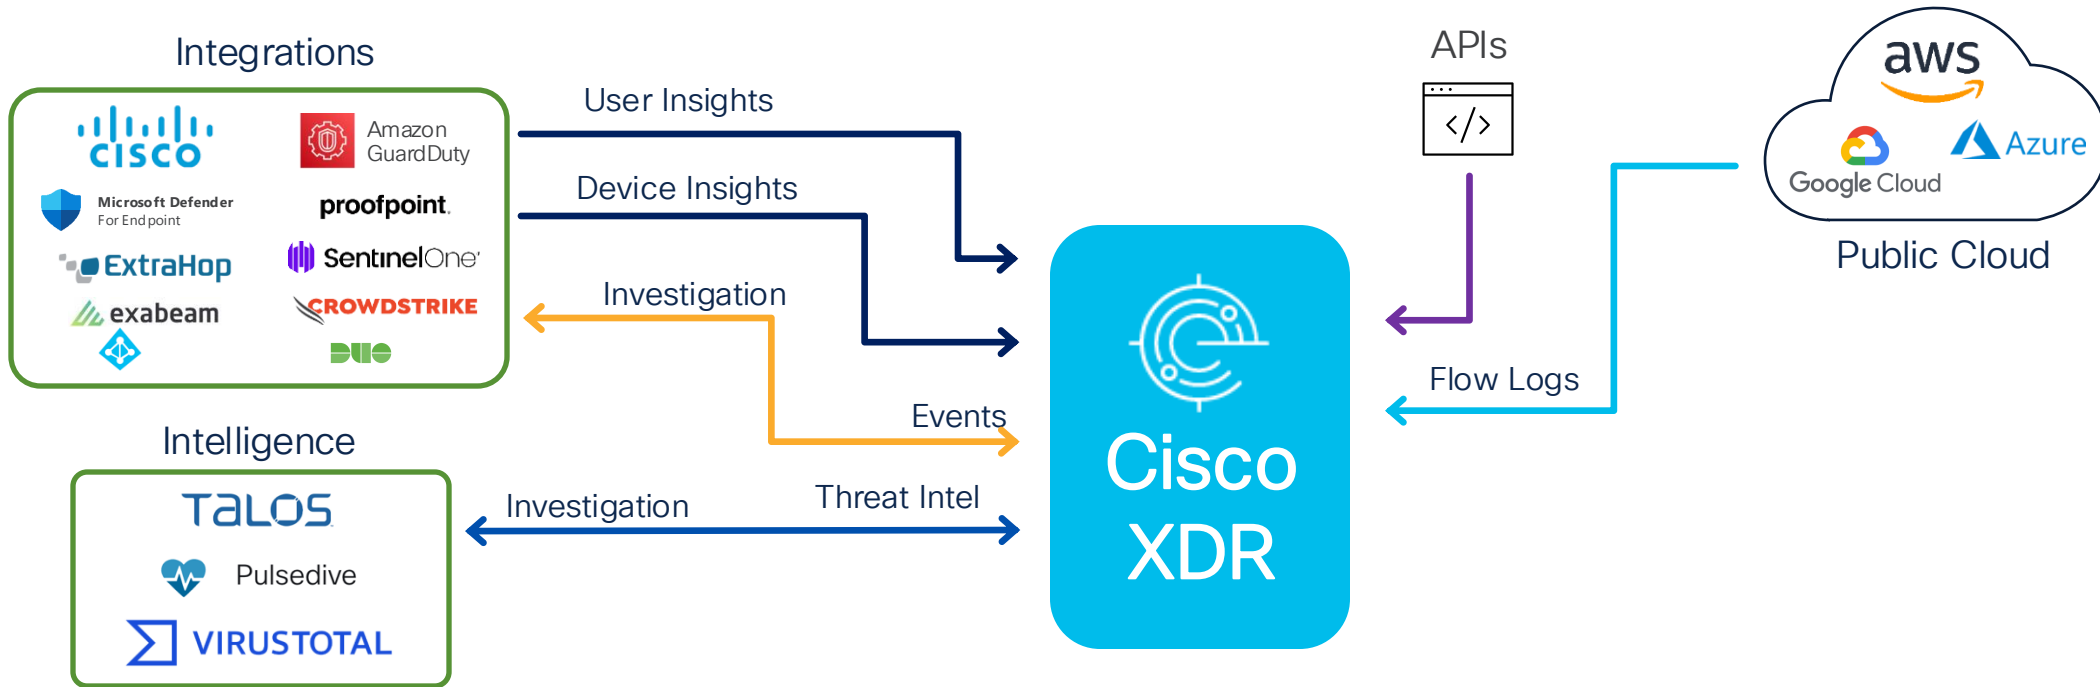 Integrations
CISCO
Amazon
GuardDuty
Microsoft Defender
For Endpoint
proofpoint.
ExtraHop
SentinelOne
exabeam
CROWDSTRIKE
DUO
Intelligence
TALOS
Pulsedive
VIRUSTOTAL
User Insights
Device Insights
Investigation
Events
Investigation
Threat Intel
Cisco
XDR
APIs
</>
Flow Logs
aws
Google Cloud
Azure
Public Cloud